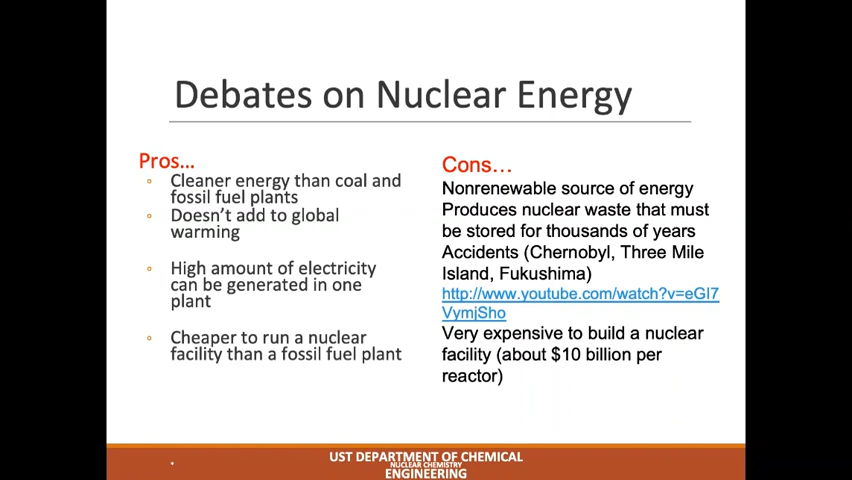 Debates on Nuclear Energy
Pros...
Cleaner energy than coal and
fossil fuel plants
Doesn't add to global
warming
High amount of electricity
can be generated in one
plant
Cheaper to run a nuclear
facility than a fossil fuel plant
Cons...
Nonrenewable source of energy
Produces nuclear waste that must
be stored for thousands of years
Accidents (Chernobyl, Three Mile
Island, Fukushima)
http://www.youtube.com/watch?v=eGI7
VymjSho
Very expensive to build a nuclear
facility (about $10 billion per
reactor)
UST DEPARTMENT OF CHEMICAL
NUCLEAR CHEMISTRY
ENGINEERING